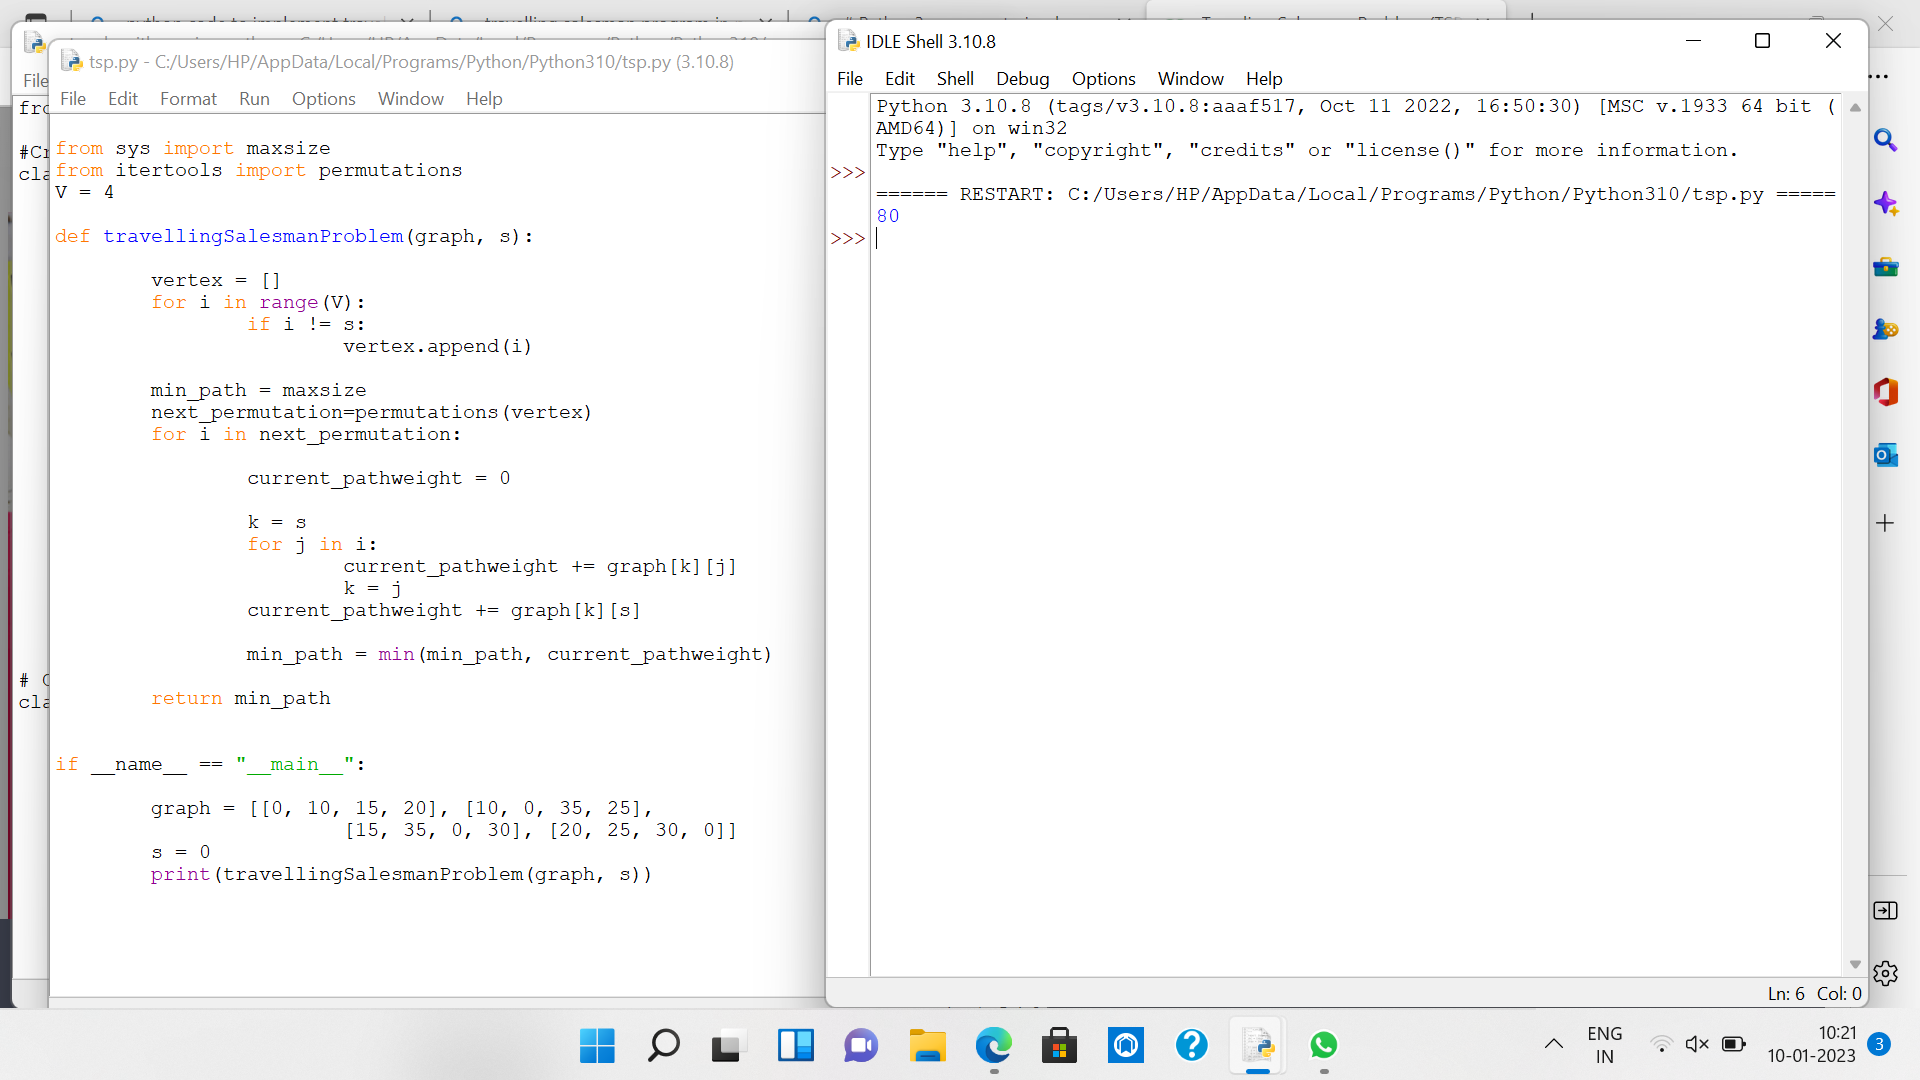 tsp.py - C:/Users/HP/AppData/Local/Programs/Python/Python310/tsp.py (3.10.8)
File Edit Format Run Options Window Help
from sys import maxsize
from itertools import permutations
V = 4
def travellingSalesmanProblem(graph, s):
vertex = []
for i in range(V):
if i != s:
vertex.append(i)
min_path = maxsize
next_permutation=permutations(vertex)
for i in next_permutation:
current_pathweight = 0
k = s
for j in i:
current_pathweight += graph[k][j]
k = j
current_pathweight += graph[k][s]
min_path = min(min_path, current_pathweight)
return min_path
if __name__ == "__main__":
graph = [[0, 10, 15, 20], [10, 0, 35, 25],
[15, 35, 0, 30], [20, 25, 30, 0]]
s = 0
print(travellingSalesmanProblem(graph, s))
File
#Cr
cla
# C
cla
IDLE Shell 3.10.8
File Edit Shell Debug Options Window Help
Python 3.10.8 (tags/v3.10.8:aaaf517, Oct 11 2022, 16:50:30) [MSC v.1933 64 bit (
AMD64)] on win32
Type "help", "copyright", "credits" or "license()" for more information.
>>>
====== RESTART: C:/Users/HP/AppData/Local/Programs/Python/Python310/tsp.py =====
80
>>>
Ln: 6 Col: 0
ENG
IN
10:21
10-01-2023
3